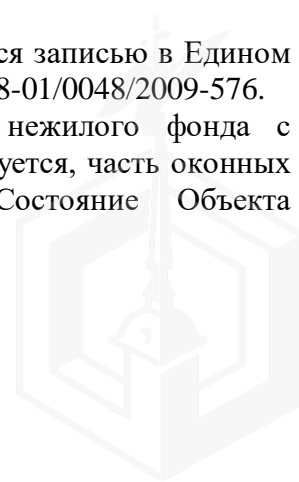 ся записью в Едином
8-01/0048/2009-576.
нежилого фонда с
уется, часть оконных
Состояние Объекта